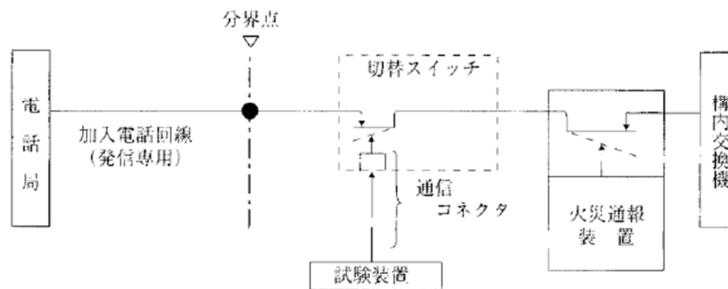 分界点
切替スイッチ
電話局
加入電話回線
(発信専用)
通信
コネクタ
構内交換機
火災通報
装置
試験装置